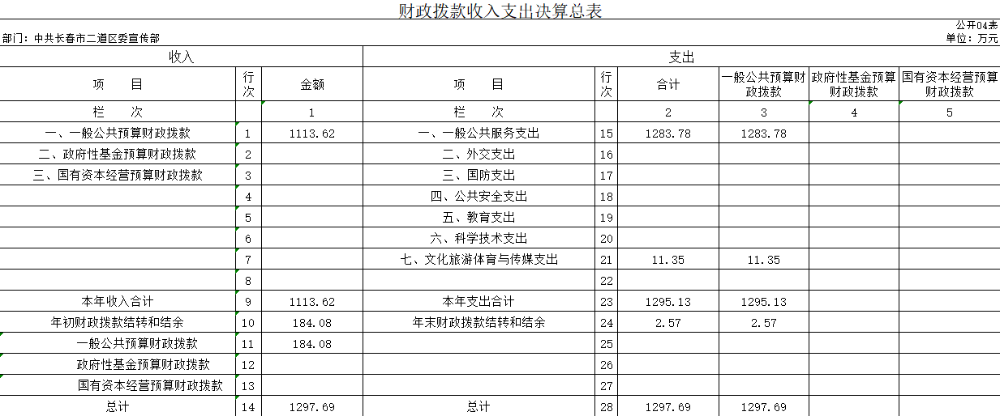 财政拨款收入支出决算总表
公开04表
部门：中共长春市二道区委宣传部 单位：万元
收入 支出
项 目 行次 金额 项 目 行次 合计 一般公共预算财政拨款 政府性基金预算财政拨款 国有资本经营预算财政拨款
栏 次 1 栏 次 2 3 4 5
一、一般公共预算财政拨款 1 1113.62 一、一般公共服务支出 15 1283.78 1283.78
二、政府性基金预算财政拨款 2 二、外交支出 16
三、国有资本经营预算财政拨款 3 三、国防支出 17
4 四、公共安全支出 18
5 五、教育支出 19
6 六、科学技术支出 20
7 七、文化旅游体育与传媒支出 21 11.35 11.35
8 22
本年收入合计 9 1113.62 本年支出合计 23 1295.13 1295.13
年初财政拨款结转和结余 10 184.08 年末财政拨款结转和结余 24 2.57 2.57
一般公共预算财政拨款 11 184.08 25
政府性基金预算财政拨款 12 26
国有资本经营预算财政拨款 13 27
总计 14 1297.69 总计 28 1297.69 1297.69